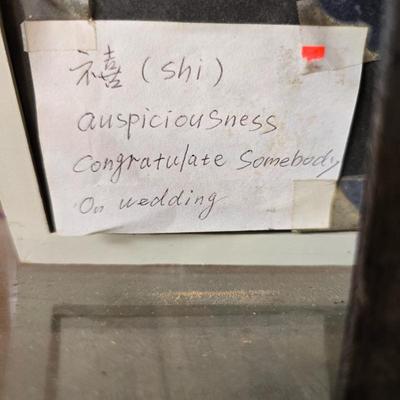 禧 (shi)
auspiciousness
Congratulate Somebody
On wedding